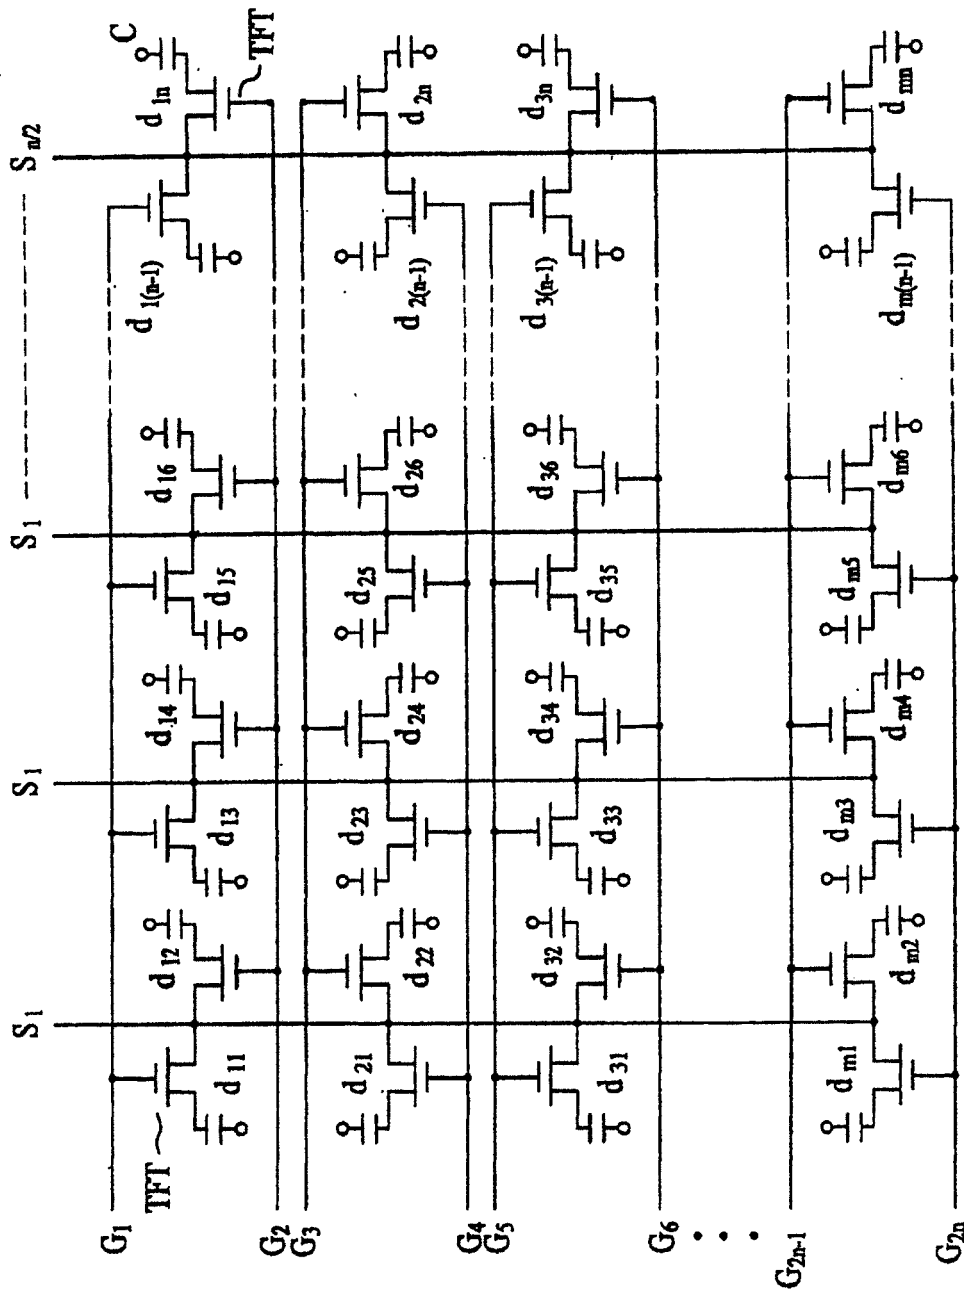 S1 S1 S1 S1 Sn/2
G1
C
TFT d12 d14 d16 d1(n-1) d1n
d11 d13 d15 TFT
G2
G3
d21 d23 d25
d22 d24 d26 d2(n-1) d2n
G4
G5
d32 d34 d36 d3(n-1) d3n
d31 d33 d35
G6
G2n-1
dm1 dm3 dm5
dm2 dm4 dm6 dm(n-1) dmn
G2n